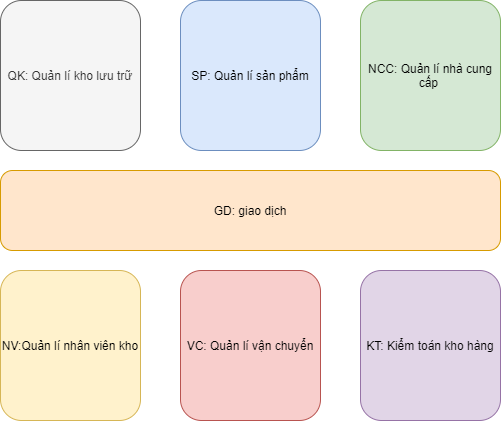 QK: Quản lí kho lưu trữ
SP: Quản lí sản phẩm
NCC: Quản lí nhà cung
cấp
GD: giao dịch
NV:Quản lí nhân viên kho
VC: Quản lí vận chuyển
KT: Kiểm toán kho hàng